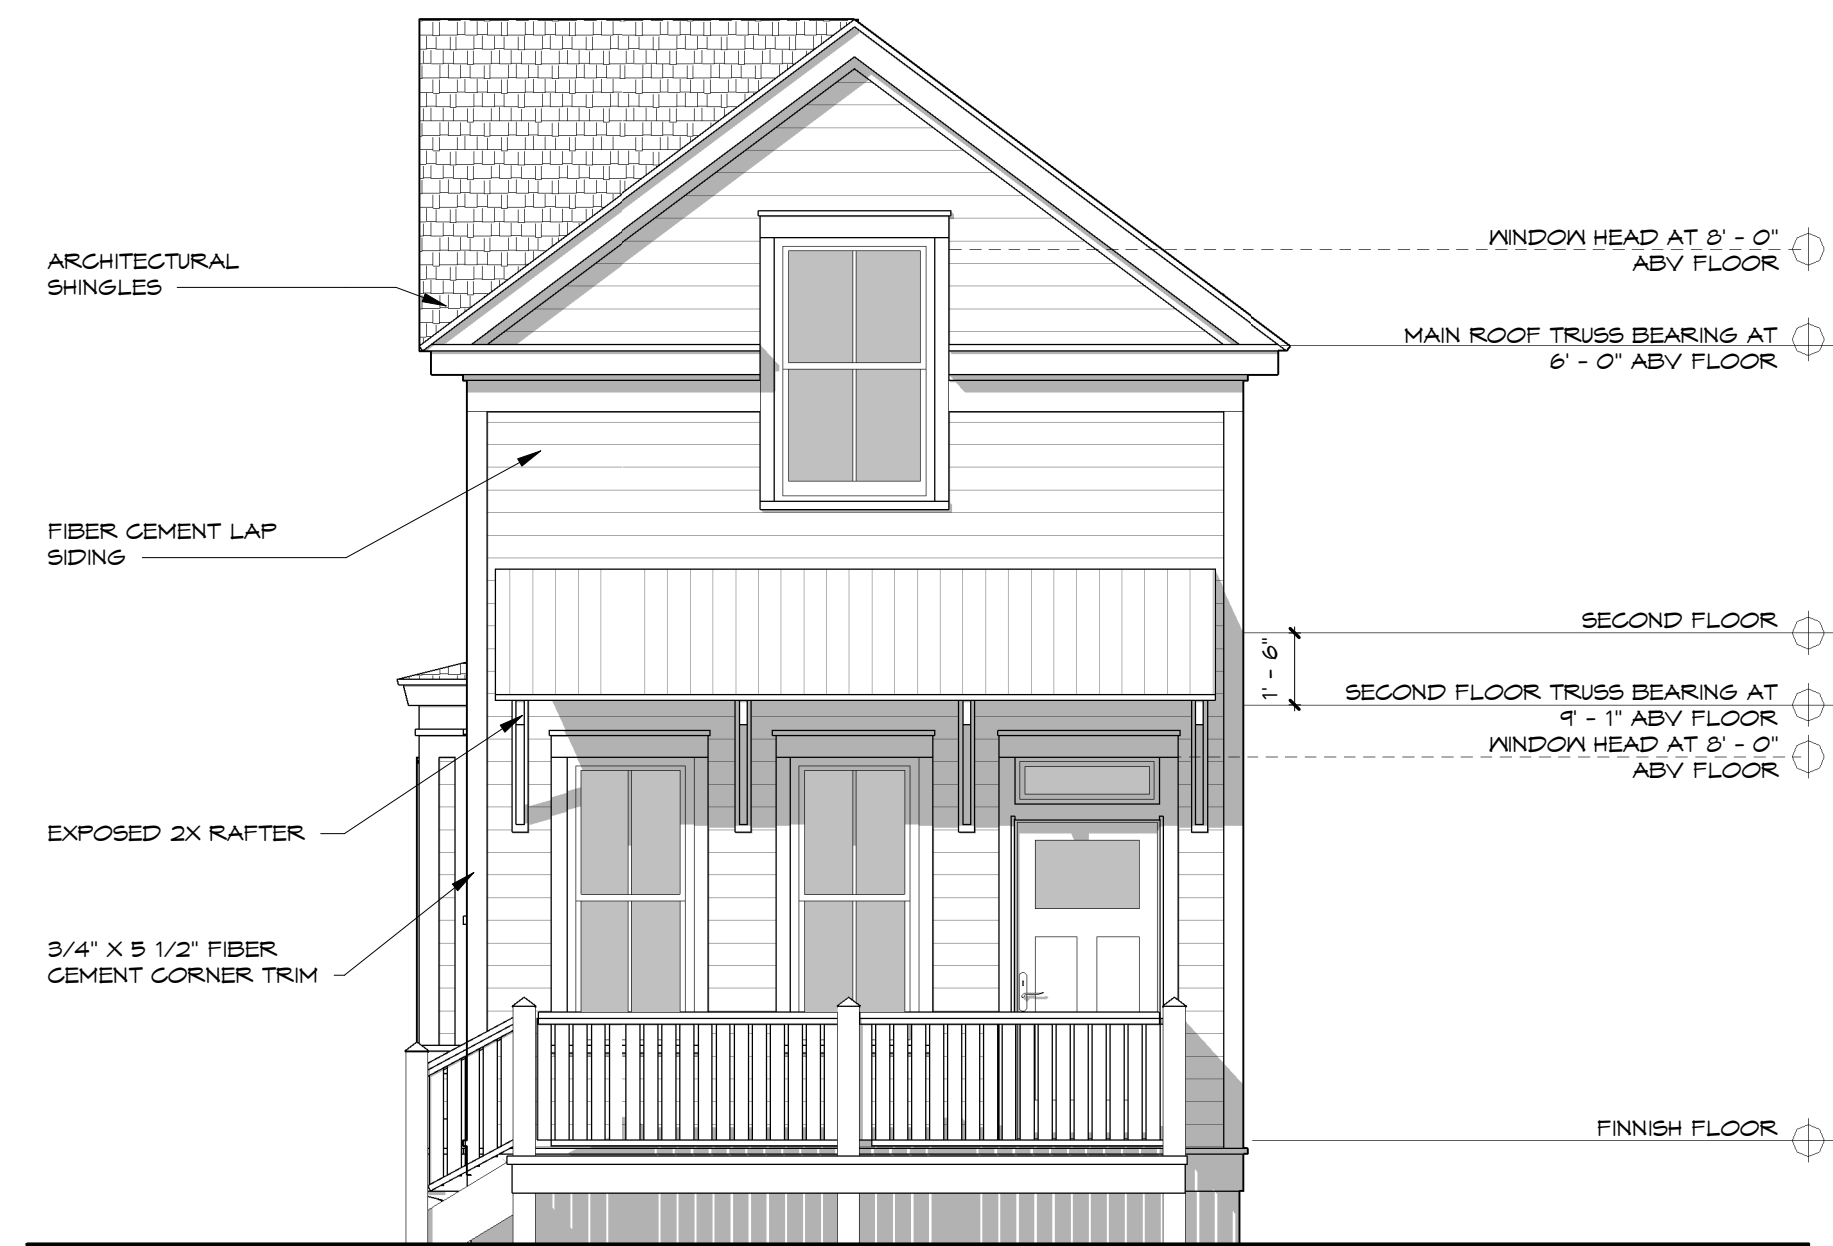 ARCHITECTURAL
SHINGLES
FIBER CEMENT LAP
SIDING
EXPOSED 2X RAFTER
3/4" X 5 1/2" FIBER
CEMENT CORNER TRIM
WINDOW HEAD AT 8' - 0"
ABV FLOOR
MAIN ROOF TRUSS BEARING AT
6' - 0" ABV FLOOR
SECOND FLOOR
1' - 6"
SECOND FLOOR TRUSS BEARING AT
9' - 1" ABV FLOOR
WINDOW HEAD AT 8' - 0"
ABV FLOOR
FINNISH FLOOR